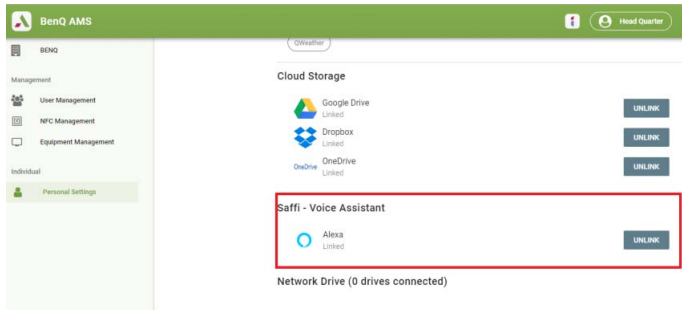 BenQ AMS
Head Quarter
BENQ
Management
User Management
NFC Management
Equipment Management
Individual
Personal Settings
QWeather
Cloud Storage
Google Drive
Linked
UNLINK
Dropbox
Linked
UNLINK
OneDrive
OneDrive
Linked
UNLINK
Saffi - Voice Assistant
Alexa
Linked
UNLINK
Network Drive (0 drives connected)